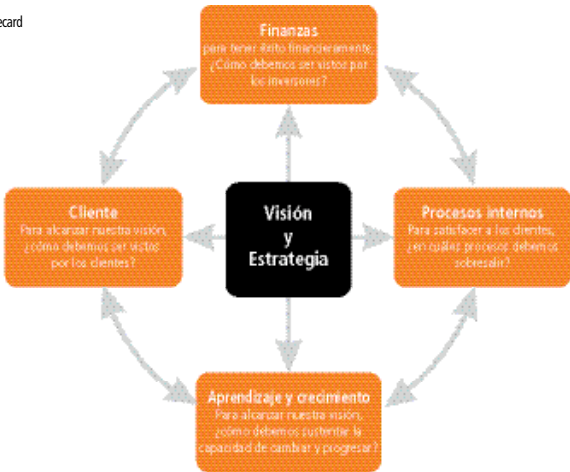 ecard
Finanzas
para tener éxito financieramente,
¿Cómo debemos ser vistos por
los inversores?
Cliente
Para alcanzar nuestra visión,
¿cómo debemos ser vistos
por los clientes?
Visión
y
Estrategia
Procesos internos
Para satisfacer a los clientes,
¿en cuáles procesos debemos
sobresalir?
Aprendizaje y crecimiento
Para alcanzar nuestra visión,
¿cómo debemos sustentar la
capacidad de cambiar y progresar?